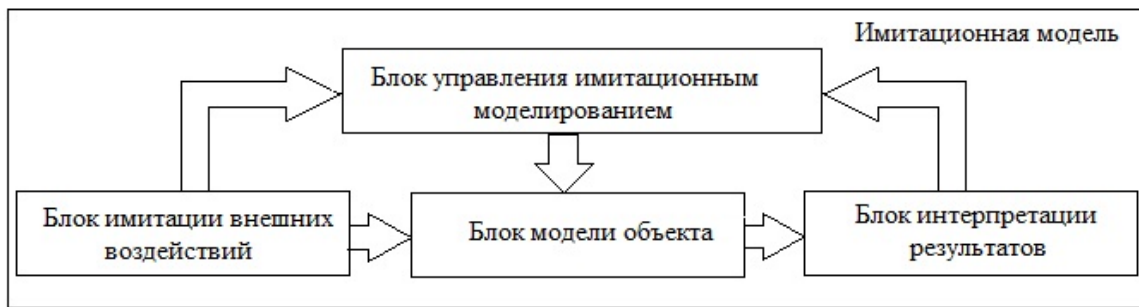 Имитационная модель
Блок управления имитационным
моделированием
Блок имитации внешних
воздействий
Блок модели объекта
Блок интерпретации
результатов